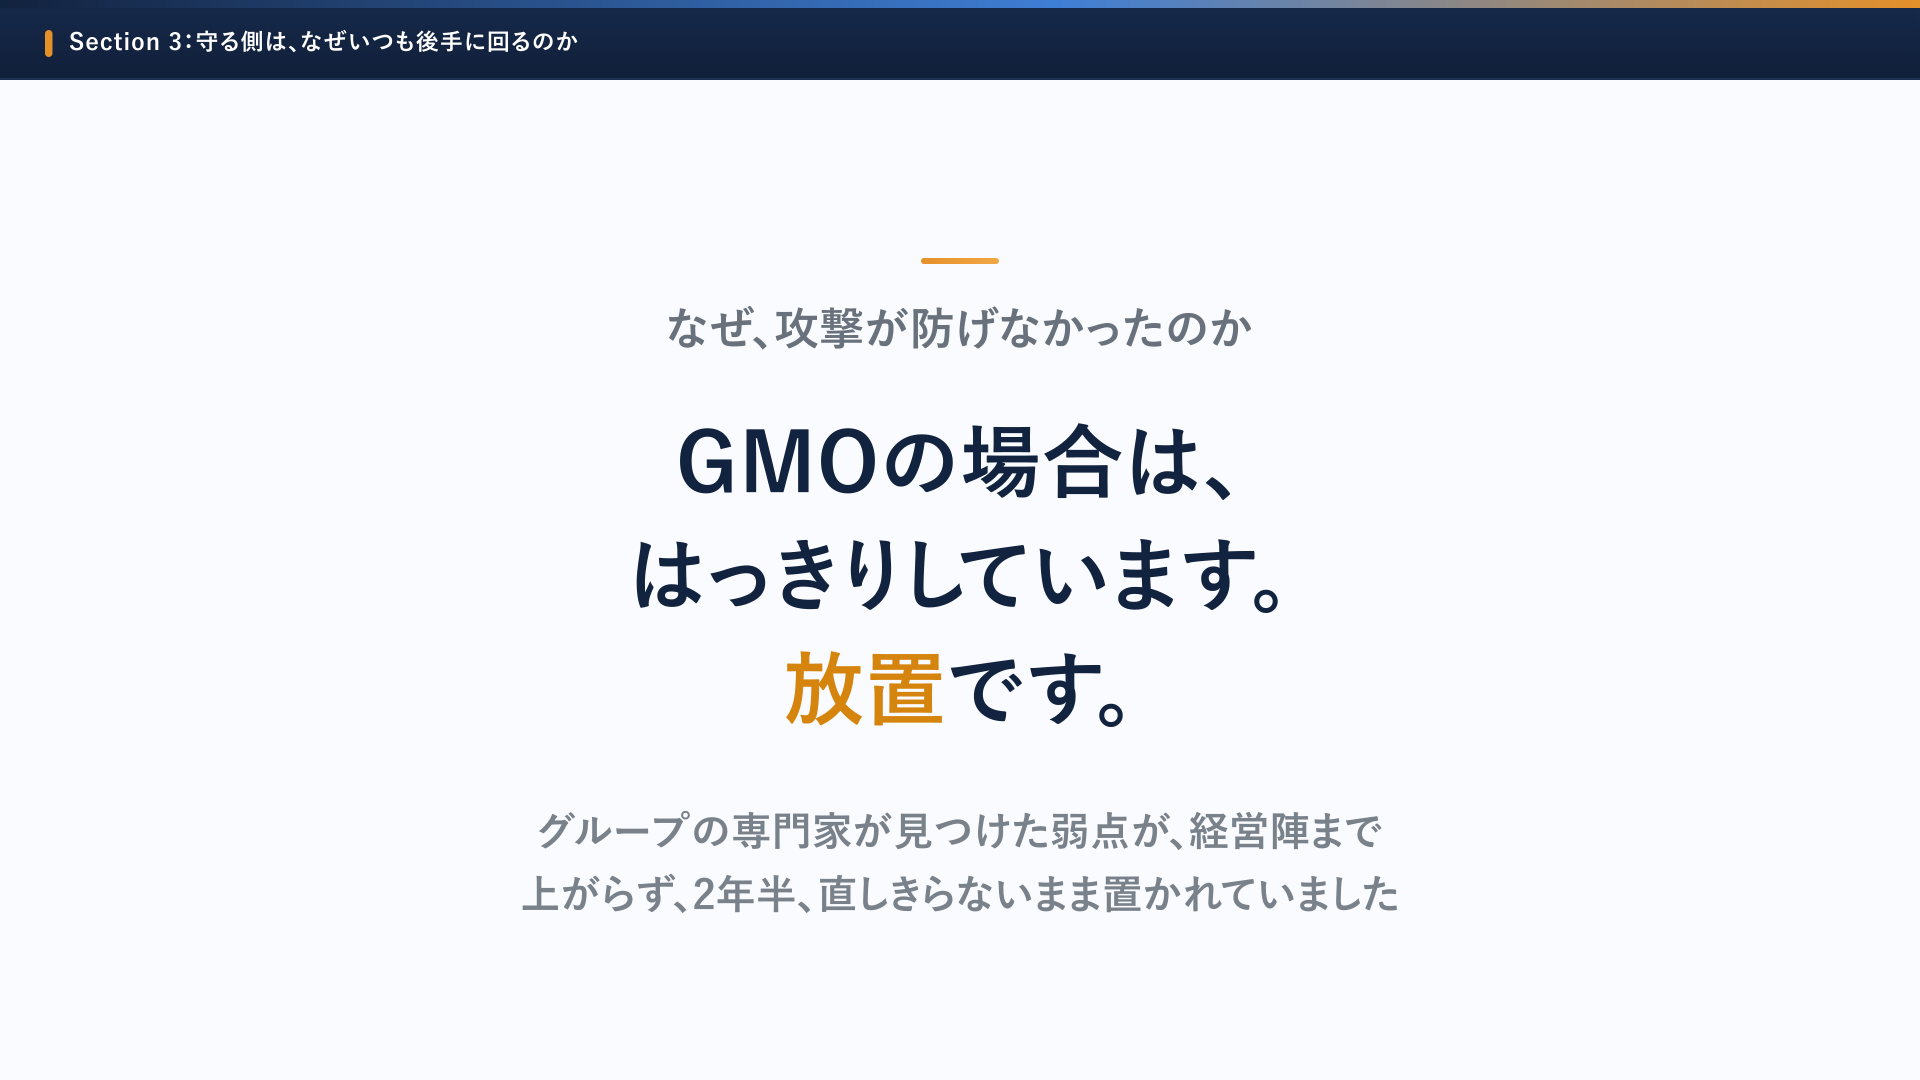 Section 3：守る側は、なぜいつも後手に回るのか
なぜ、攻撃が防げなかったのか
GMOの場合は、
はっきりしています。
放置です。
グループの専門家が見つけた弱点が、経営陣まで
上がらず、2年半、直しきらないまま置かれていました